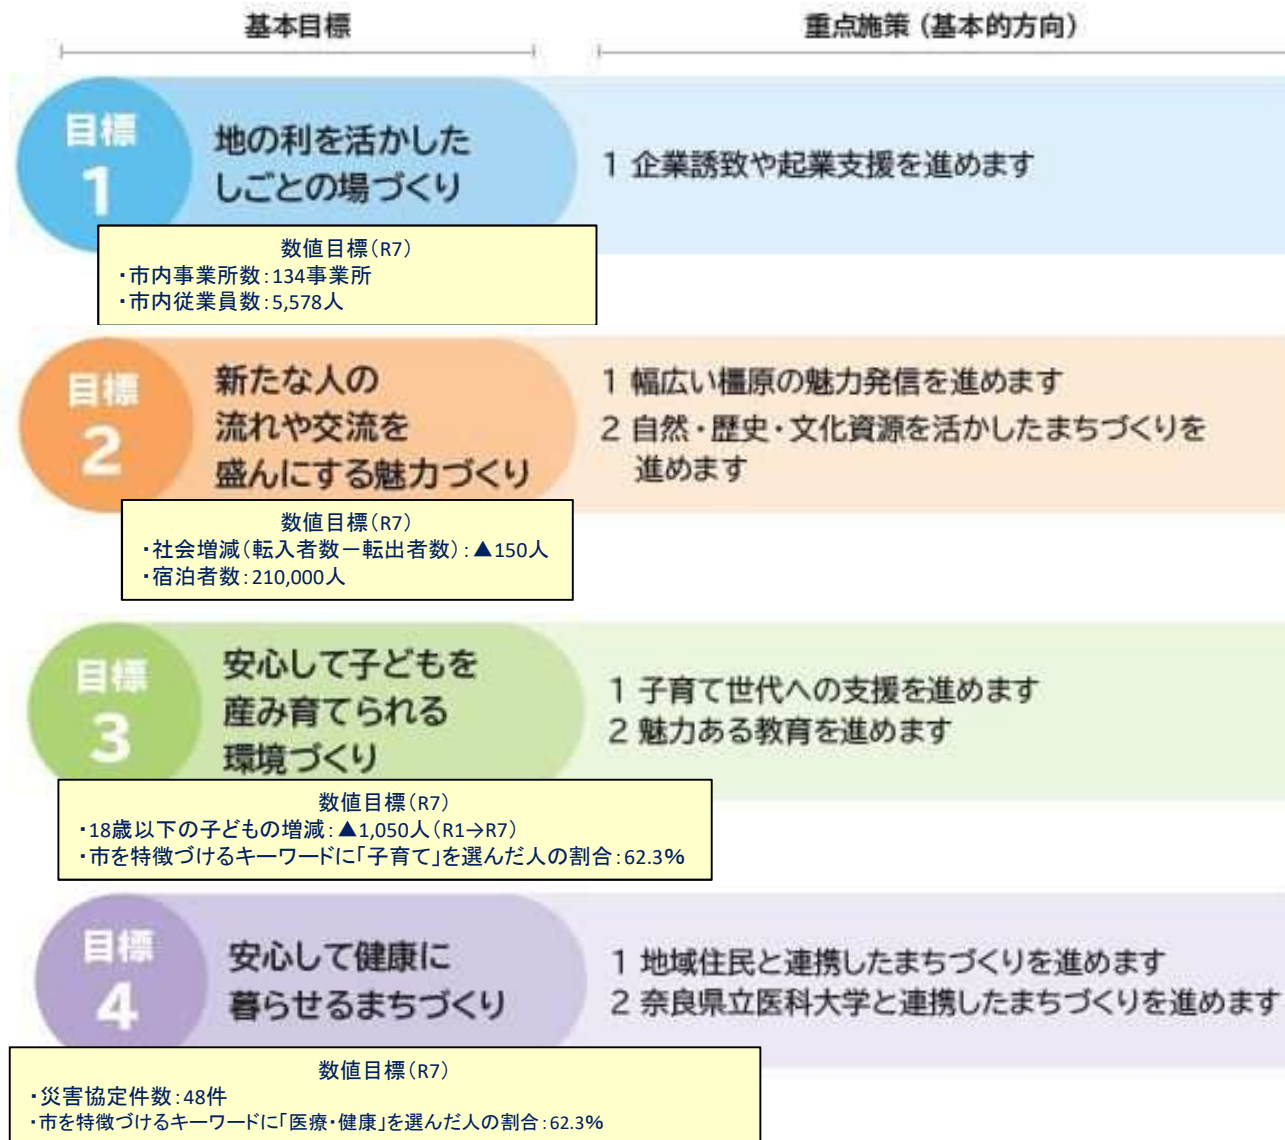 基本目標
重点施策（基本的方向）
目標
1
地の利を活かした
しごとの場づくり
1 企業誘致や起業支援を進めます
数値目標（R7）
・市内事業所数：134事業所
・市内従業員数：5,578人
目標
2
新たな人の
流れや交流を
盛んにする魅力づくり
1 幅広い橿原の魅力発信を進めます
2 自然・歴史・文化資源を活かしたまちづくりを
進めます
数値目標（R7）
・社会増減（転入者数－転出者数）：▲150人
・宿泊者数：210,000人
目標
3
安心して子どもを
産み育てられる
環境づくり
1 子育て世代への支援を進めます
2 魅力ある教育を進めます
数値目標（R7）
・18歳以下の子どもの増減：▲1,050人（R1→R7）
・市を特徴づけるキーワードに「子育て」を選んだ人の割合：62.3%
目標
4
安心して健康に
暮らせるまちづくり
1 地域住民と連携したまちづくりを進めます
2 奈良県立医科大学と連携したまちづくりを進めます
数値目標（R7）
・災害協定件数：48件
・市を特徴づけるキーワードに「医療・健康」を選んだ人の割合：62.3%